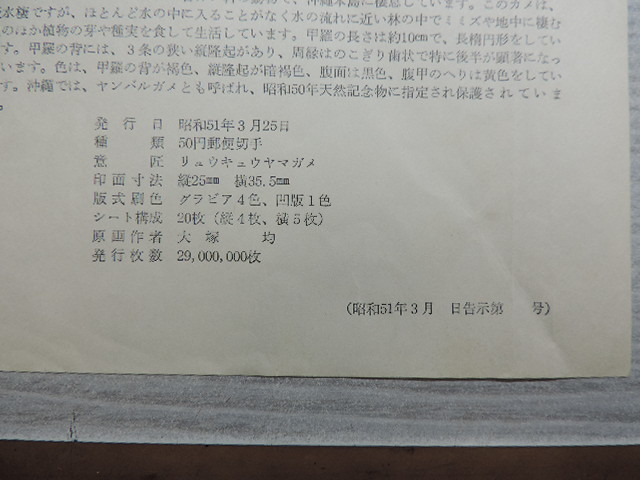 水棲ですが、ほとんど水の中に入ることがなく水の流れに近い林の中でミミズや地中に棲む
のほか植物の芽や種実を食して生活しています。甲羅の長さは約10cmで、長楕円形をしてい
す。甲羅の背には、3条の狭い縦隆起があり、周縁はのこぎり歯状で特に後半が顕著になっ
います。色は、甲羅の背が褐色、縦隆起が暗褐色、腹面は黒色、腹甲のへりは黄色をしてい
す。沖縄では、ヤンバルガメとも呼ばれ、昭和50年天然記念物に指定され保護されていま
。
発行日 昭和51年3月25日
種類 50円郵便切手
意匠 リュウキュウヤマガメ
印面寸法 縦25mm 横35.5mm
版式刷色 グラビア4色、凹版1色
シート構成 20枚（縦4枚、横5枚）
原画作者 大塚 均
発行枚数 29,000,000枚
（昭和51年3月 日告示第 号）